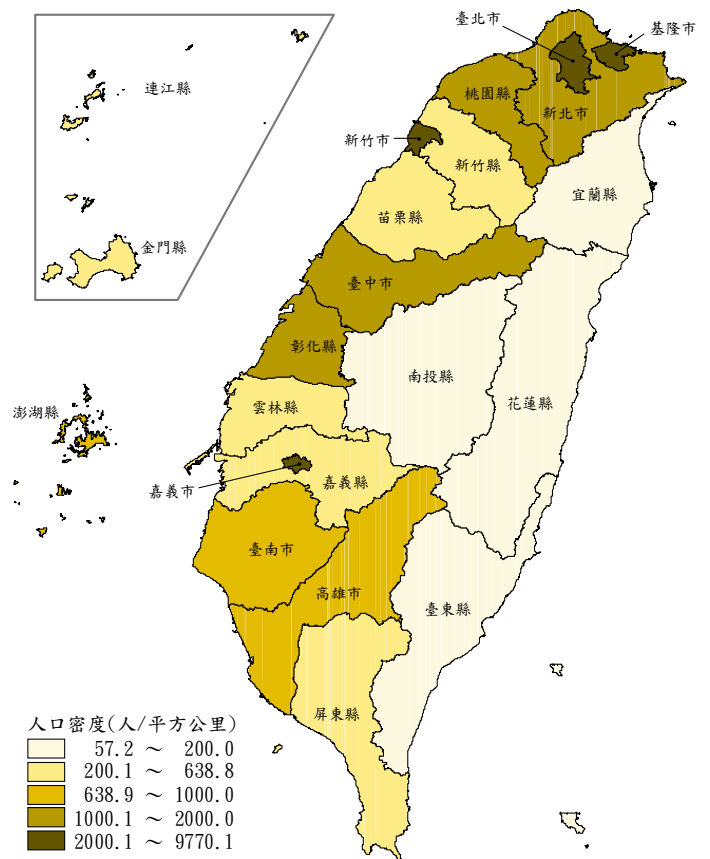 臺北市
基隆市
連江縣
桃園縣
新北市
新竹市
新竹縣
宜蘭縣
苗栗縣
金門縣
臺中市
彰化縣
南投縣
花蓮縣
雲林縣
澎湖縣
嘉義縣
嘉義市
臺南市
高雄市
臺東縣
屏東縣
人口密度(人/平方公里)
57.2 ～ 200.0
200.1 ～ 638.8
638.9 ～ 1000.0
1000.1 ～ 2000.0
2000.1 ～ 9770.1